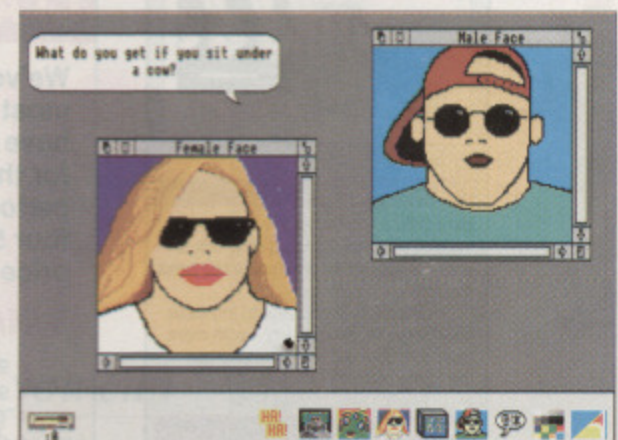 What do you get if you sit under
a cow?
Male Face
Female Face
HA!
HA!